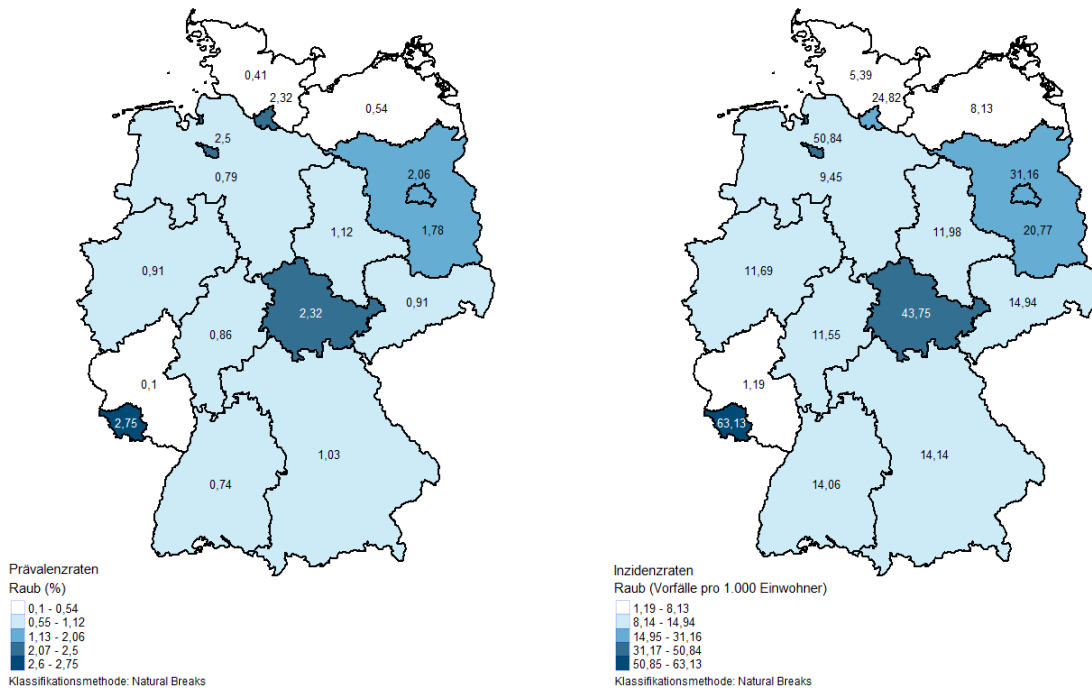 0,41
2,32
0,54
2,5
0,79
2,06
1,78
1,12
0,91
0,91
2,32
0,86
0,1
2,75
1,03
0,74
Prävalenzraten
Raub (%)
0,1 - 0,54
0,55 - 1,12
1,13 - 2,06
2,07 - 2,5
2,6 - 2,75
Klassifikationsmethode: Natural Breaks
5,39
24,82
8,13
50,84
9,45
31,16
20,77
11,98
11,69
14,94
43,75
11,55
1,19
63,13
14,14
14,06
Inzidenzraten
Raub (Vorfälle pro 1.000 Einwohner)
1,19 - 8,13
8,14 - 14,94
14,95 - 31,16
31,17 - 50,84
50,85 - 63,13
Klassifikationsmethode: Natural Breaks